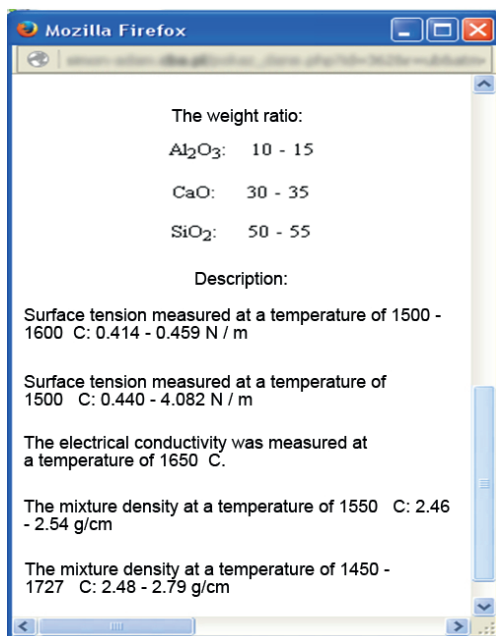 Mozilla Firefox
The weight ratio:
Al₂O₃: 10 - 15
CaO: 30 - 35
SiO₂: 50 - 55
Description:
Surface tension measured at a temperature of 1500 -
1600 C: 0.414 - 0.459 N / m
Surface tension measured at a temperature of
1500 C: 0.440 - 4.082 N / m
The electrical conductivity was measured at
a temperature of 1650 C.
The mixture density at a temperature of 1550 C: 2.46
- 2.54 g/cm
The mixture density at a temperature of 1450 -
1727 C: 2.48 - 2.79 g/cm